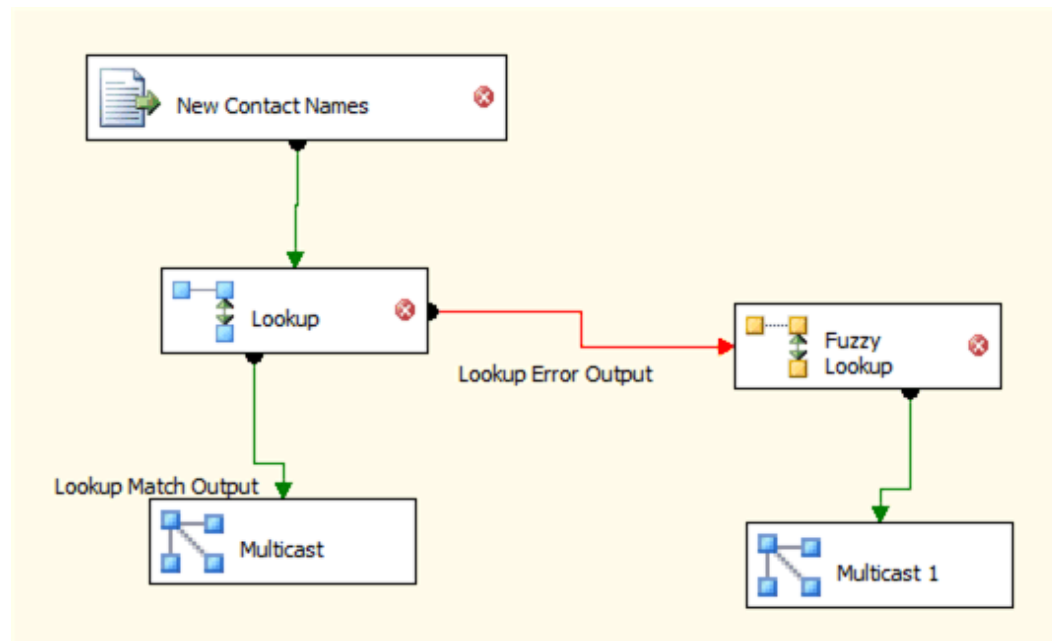 New Contact Names
Lookup
Lookup Error Output
Fuzzy
Lookup
Lookup Match Output
Multicast
Multicast 1